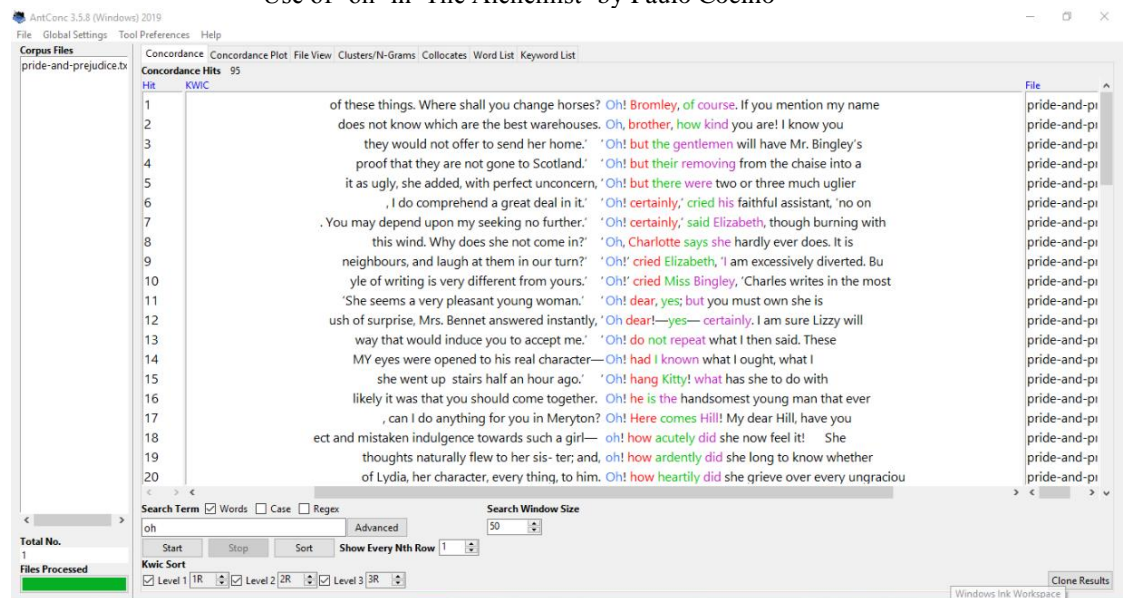 Use of "oh" in "The Alchemist" by Paulo Coelho
AntConc 3.5.8 (Windows) 2019
File Global Settings Tool Preferences Help
Corpus Files
pride-and-prejudice.tx
Concordance Concordance Plot File View Clusters/N-Grams Collocates Word List Keyword List
Concordance Hits 95
Hit KWIC File
1 of these things. Where shall you change horses? Oh! Bromley, of course. If you mention my name pride-and-pr
2 does not know which are the best warehouses. Oh, brother, how kind you are! I know you pride-and-pr
3 they would not offer to send her home.' 'Oh! but the gentlemen will have Mr. Bingley's pride-and-pr
4 proof that they are not gone to Scotland.' 'Oh! but their removing from the chaise into a pride-and-pr
5 it as ugly, she added, with perfect unconcern, 'Oh! but there were two or three much uglier pride-and-pr
6 , I do comprehend a great deal in it.' 'Oh! certainly,' cried his faithful assistant, 'no on pride-and-pr
7 . You may depend upon my seeking no further.' 'Oh! certainly,' said Elizabeth, though burning with pride-and-pr
8 this wind. Why does she not come in?' 'Oh, Charlotte says she hardly ever does. It is pride-and-pr
9 neighbours, and laugh at them in our turn?' 'Oh!' cried Elizabeth, 'I am excessively diverted. Bu pride-and-pr
10 yle of writing is very different from yours.' 'Oh!' cried Miss Bingley, 'Charles writes in the most pride-and-pr
11 'She seems a very pleasant young woman.' 'Oh! dear, yes; but you must own she is pride-and-pr
12 ush of surprise, Mrs. Bennet answered instantly, 'Oh dear!—yes— certainly. I am sure Lizzy will pride-and-pr
13 way that would induce you to accept me.' 'Oh! do not repeat what I then said. These pride-and-pr
14 MY eyes were opened to his real character— Oh! had I known what I ought, what I pride-and-pr
15 she went up stairs half an hour ago.' 'Oh! hang Kitty! what has she to do with pride-and-pr
16 likely it was that you should come together. Oh! he is the handsomest young man that ever pride-and-pr
17 , can I do anything for you in Meryton? Oh! Here comes Hill! My dear Hill, have you pride-and-pr
18 ect and mistaken indulgence towards such a girl— oh! how acutely did she now feel it! She pride-and-pr
19 thoughts naturally flew to her sis- ter; and, oh! how ardently did she long to know whether pride-and-pr
20 of Lydia, her character, every thing, to him. Oh! how heartily did she grieve over every ungraciou pride-and-pr
Search Term Words Case Regex Search Window Size
oh Advanced 50
Total No.
1
Start Stop Sort Show Every Nth Row 1
Files Processed
Kwic Sort
Level 1 1R Level 2 2R Level 3 3R Clone Results
Windows Ink Workspace